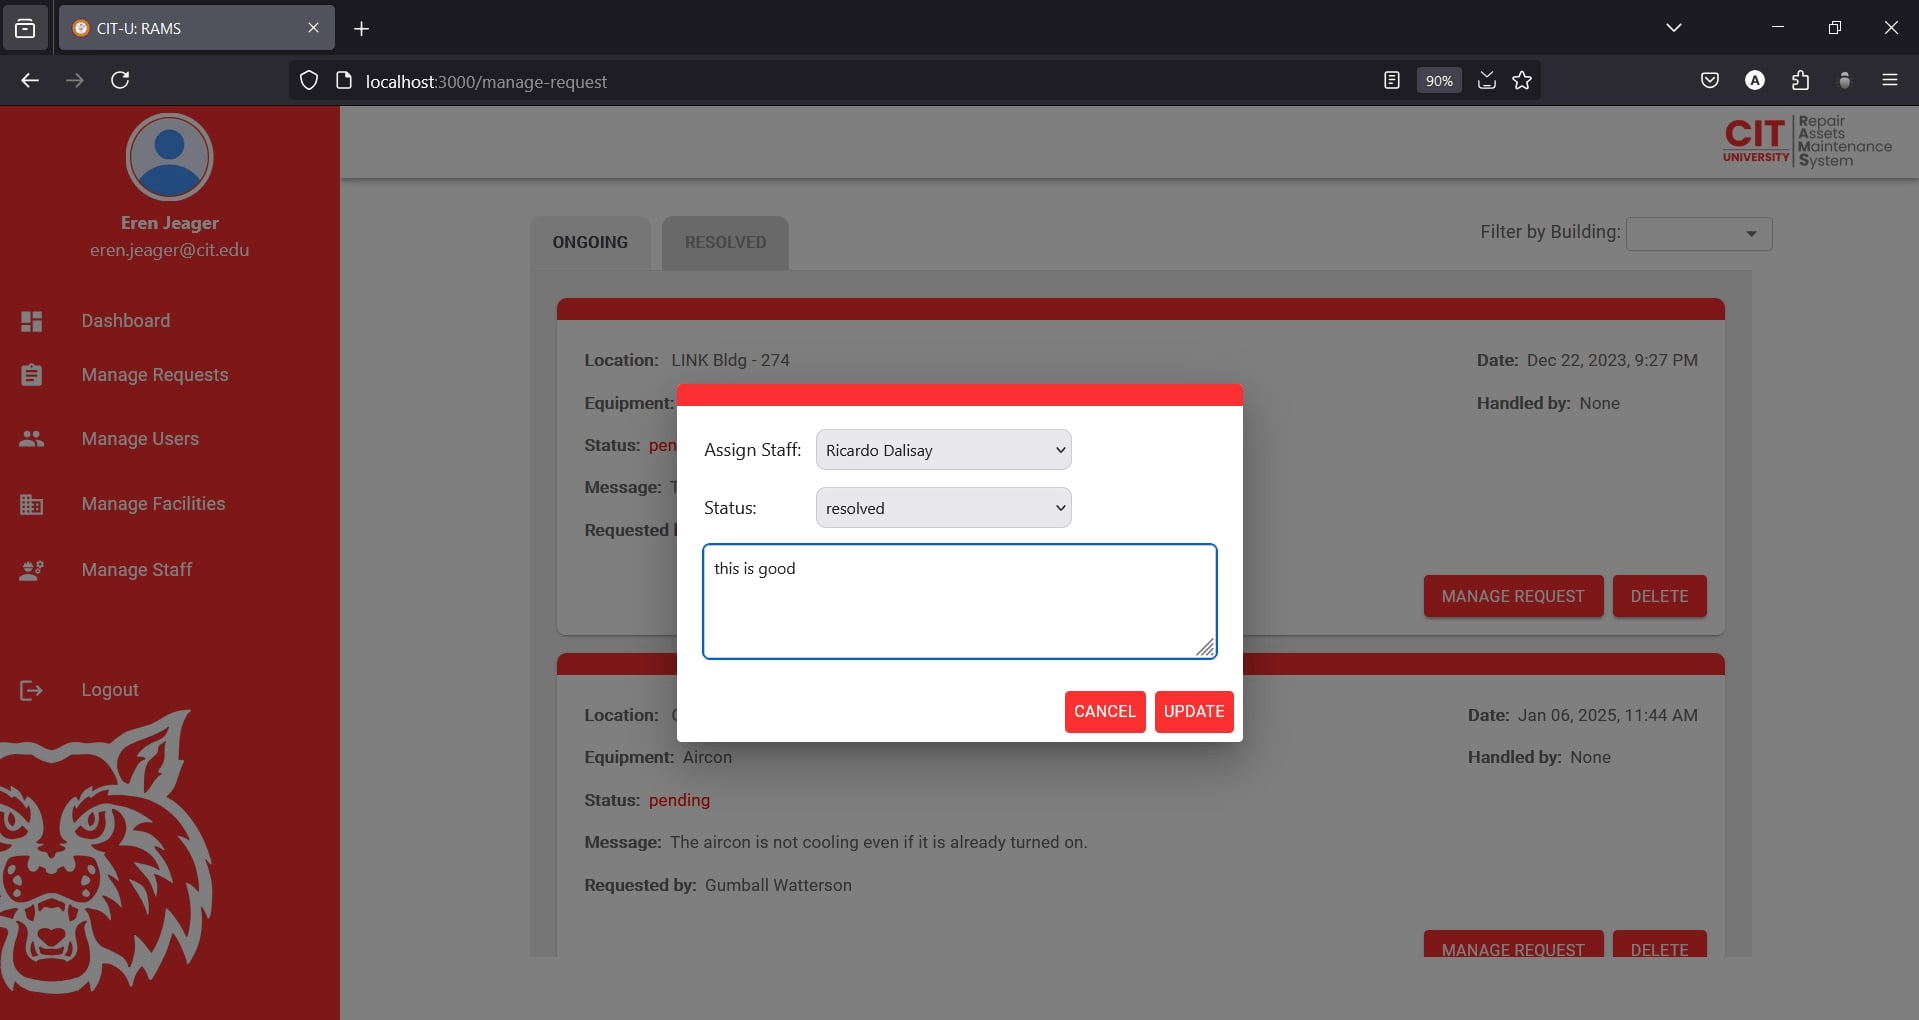 CIT-U: RAMS
localhost:3000/manage-request
90%
A
Eren Jeager
eren.jeager@cit.edu
Dashboard
Manage Requests
Manage Users
Manage Facilities
Manage Staff
Logout
CIT
UNIVERSITY
Repair
Assets
Maintenance
System
ONGOING
RESOLVED
Filter by Building:
Location: LINK Bldg - 274
Date: Dec 22, 2023, 9:27 PM
Equipment:
Handled by: None
Status: pen
Message: T
Requested
MANAGE REQUEST
DELETE
Assign Staff:
Ricardo Dalisay
Status:
resolved
this is good
CANCEL
UPDATE
Location:
Date: Jan 06, 2025, 11:44 AM
Equipment: Aircon
Handled by: None
Status: pending
Message: The aircon is not cooling even if it is already turned on.
Requested by: Gumball Watterson
MANAGE REQUEST
DELETE